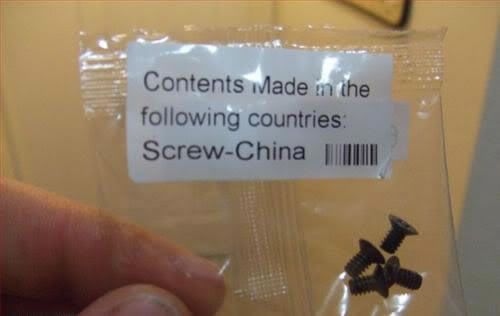 Contents Made in the
following countries:
Screw-China